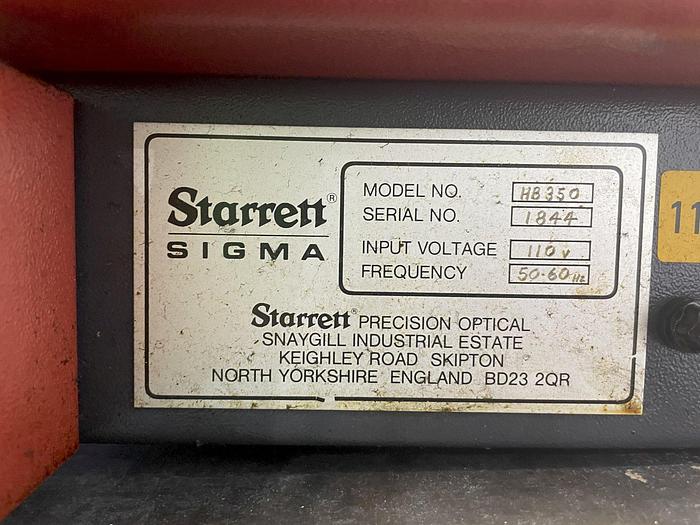 Starrett®
SIGMA
MODEL NO. HB350
SERIAL NO. 1844
INPUT VOLTAGE 110v
FREQUENCY 50-60Hz
Starrett® PRECISION OPTICAL
SNAYGILL INDUSTRIAL ESTATE
KEIGHLEY ROAD SKIPTON
NORTH YORKSHIRE ENGLAND BD23 2QR